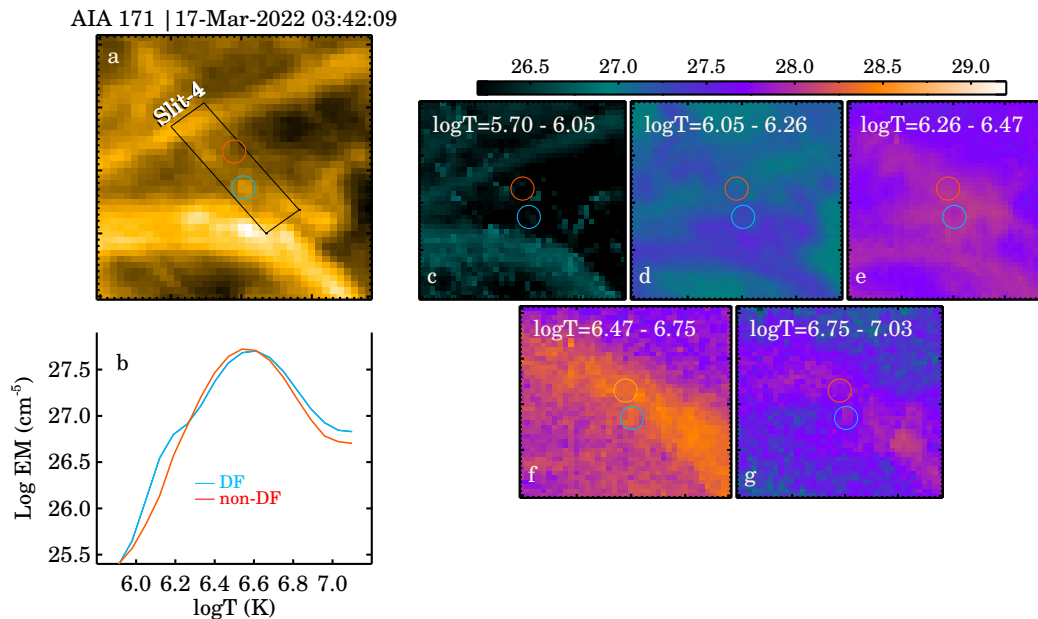 AIA 171 | 17-Mar-2022 03:42:09
a
Slit-4
26.5 27.0 27.5 28.0 28.5 29.0
logT=5.70 - 6.05
c
logT=6.05 - 6.26
d
logT=6.26 - 6.47
e
logT=6.47 - 6.75
f
logT=6.75 - 7.03
g
b
Log EM (cm-5)
27.5
27.0
26.5
26.0
25.5
DF
non-DF
6.0 6.2 6.4 6.6 6.8 7.0
logT (K)